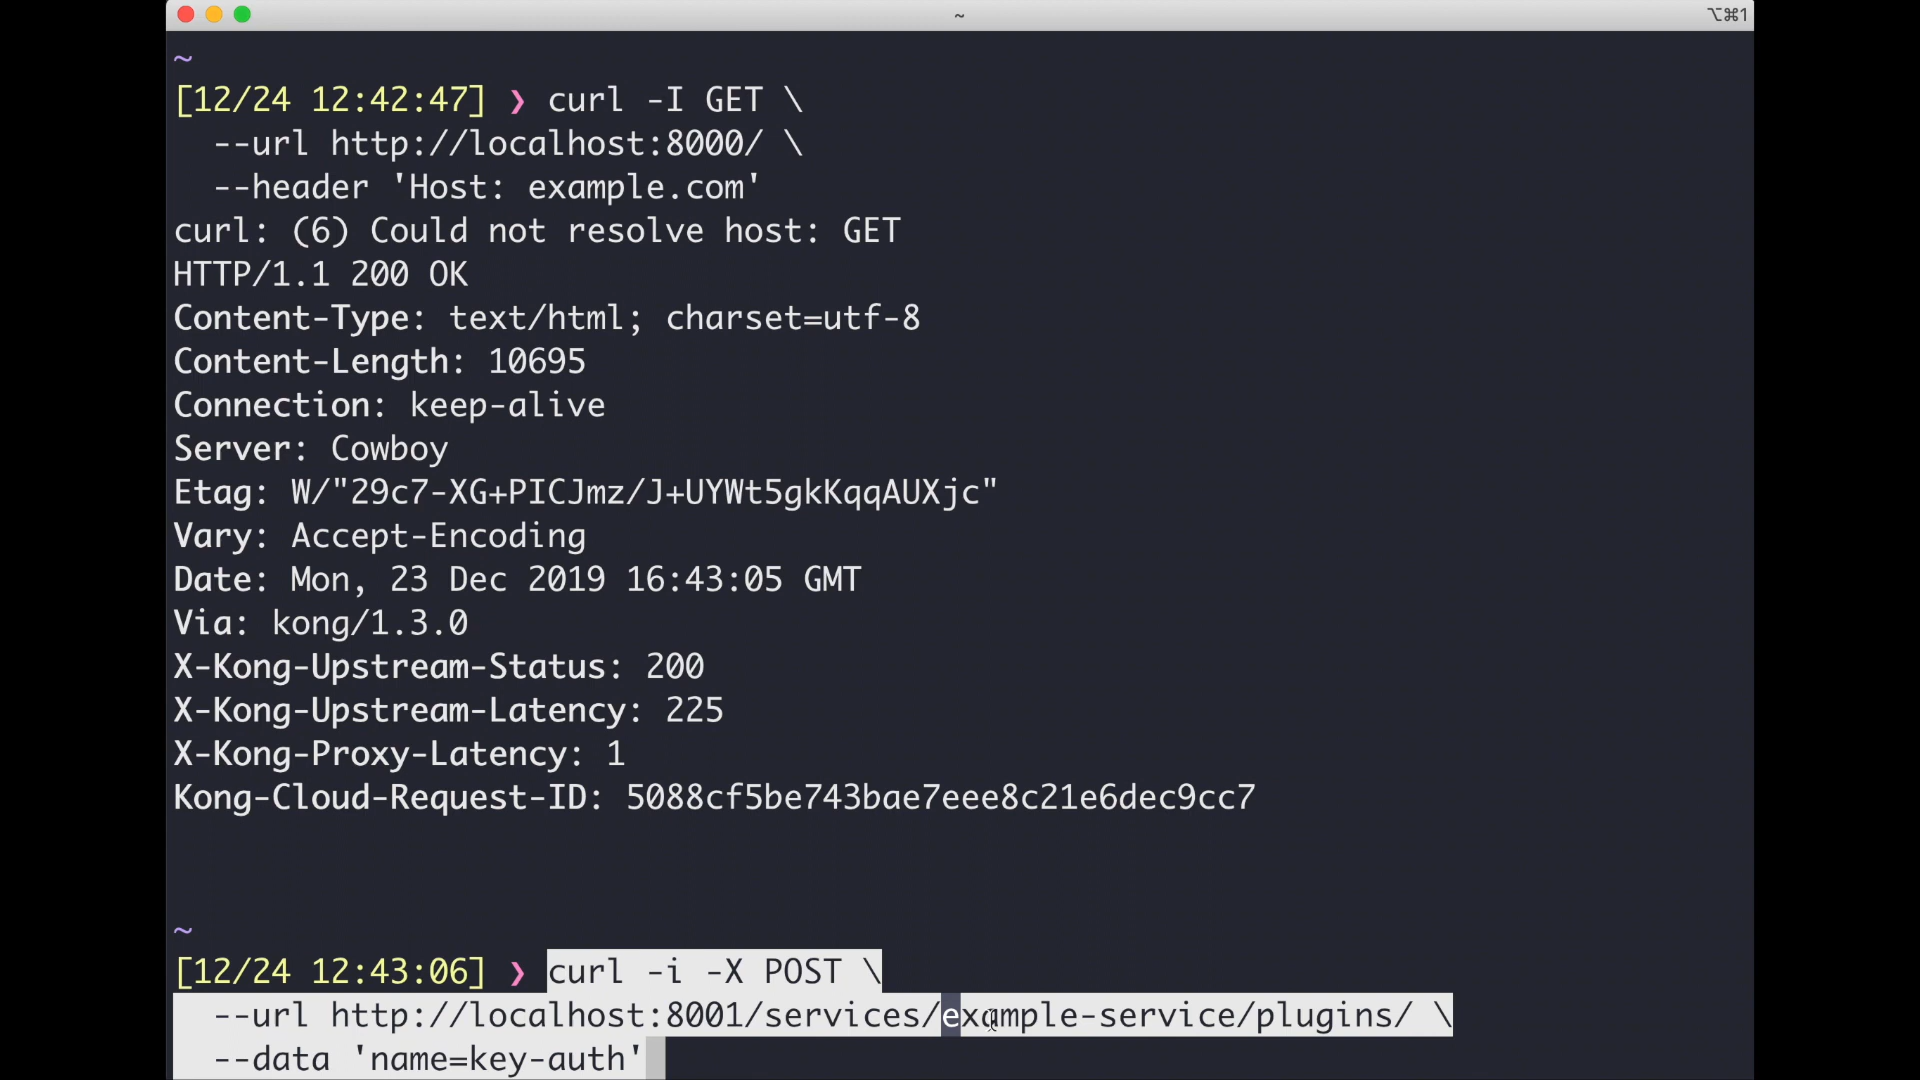 ~
⌥⌘1
~
[12/24 12:42:47] ❯ curl -I GET \
--url http://localhost:8000/ \
--header 'Host: example.com'
curl: (6) Could not resolve host: GET
HTTP/1.1 200 OK
Content-Type: text/html; charset=utf-8
Content-Length: 10695
Connection: keep-alive
Server: Cowboy
Etag: W/"29c7-XG+PICJmz/J+UYWt5gkKqqAUXjc"
Vary: Accept-Encoding
Date: Mon, 23 Dec 2019 16:43:05 GMT
Via: kong/1.3.0
X-Kong-Upstream-Status: 200
X-Kong-Upstream-Latency: 225
X-Kong-Proxy-Latency: 1
Kong-Cloud-Request-ID: 5088cf5be743bae7eee8c21e6dec9cc7
~
[12/24 12:43:06] ❯ curl -i -X POST \
--url http://localhost:8001/services/example-service/plugins/ \
--data 'name=key-auth'